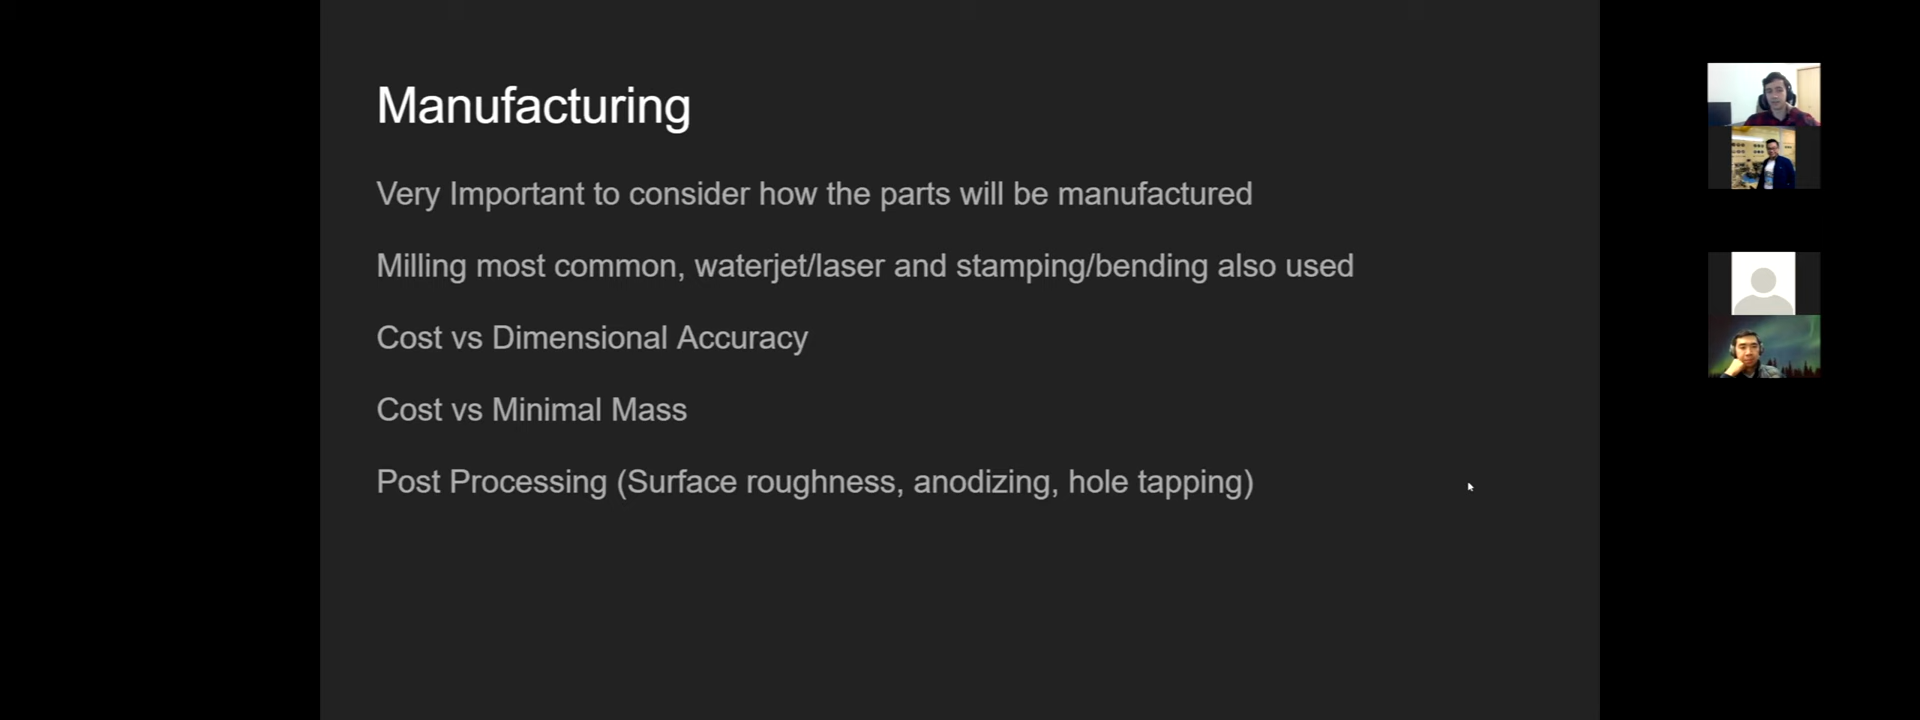 Manufacturing
Very Important to consider how the parts will be manufactured
Milling most common, waterjet/laser and stamping/bending also used
Cost vs Dimensional Accuracy
Cost vs Minimal Mass
Post Processing (Surface roughness, anodizing, hole tapping)